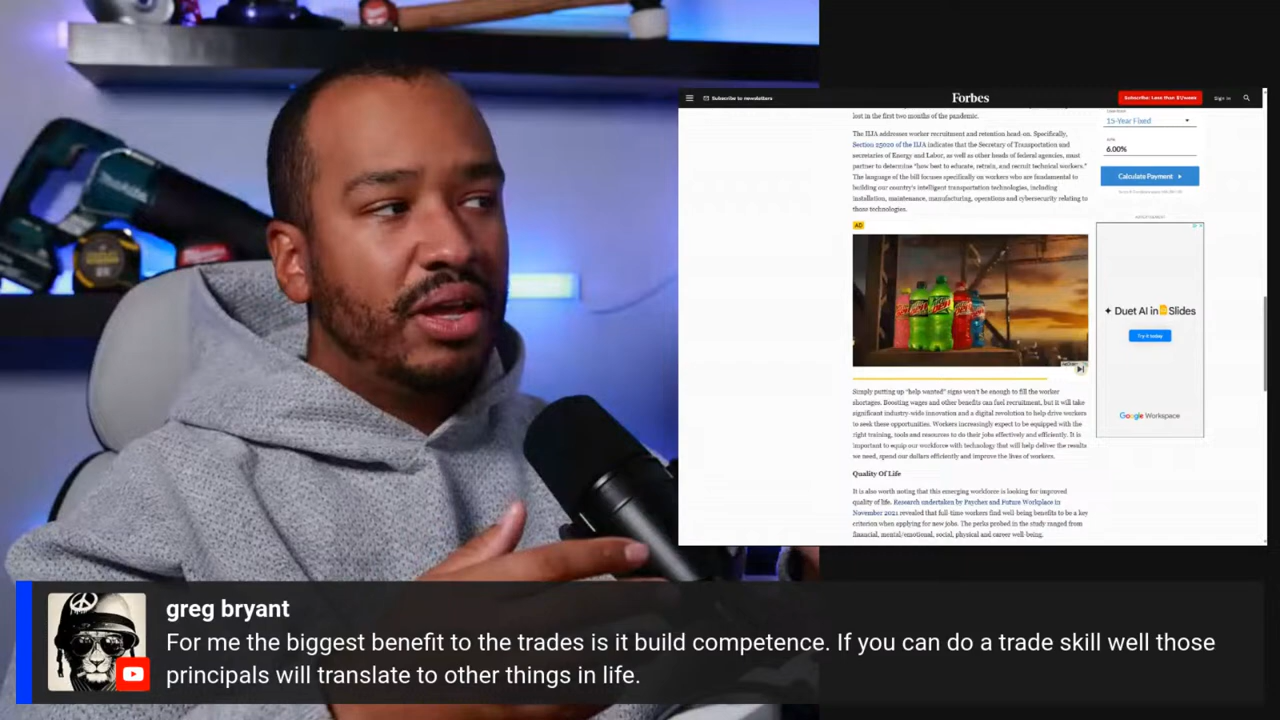 Subscribe to newsletters
Forbes
Subscribe: Less than $1/week
Sign In
lost in the first two months of the pandemic.
The IIJA addresses worker recruitment and retention head-on. Specifically,
Section 25020 of the IIJA indicates that the Secretary of Transportation and
secretaries of Energy and Labor, as well as other heads of federal agencies, must
partner to determine "how best to educate, retrain, and recruit technical workers."
The language of the bill focuses specifically on workers who are fundamental to
building our country's intelligent transportation technologies, including
installation, maintenance, manufacturing, operations and cybersecurity relating to
those technologies.
15-Year Fixed
6.00%
Calculate Payment
ADVERTISEMENT
AD
Duet AI in Slides
Try it today
Google Workspace
Simply putting up "help wanted" signs won't be enough to fill the worker
shortages. Boosting wages and other benefits can fuel recruitment, but it will take
significant industry-wide innovation and a digital revolution to help drive workers
to seek these opportunities. Workers increasingly expect to be equipped with the
right training, tools and resources to do their jobs effectively and efficiently. It is
important to equip our workforce with technology that will help deliver the results
we need, spend our dollars efficiently and improve the lives of workers.
Quality Of Life
It is also worth noting that this emerging workforce is looking for improved
quality of life. Research undertaken by Paychex and Future Workplace in
November 2021 revealed that full-time workers find well-being benefits to be a key
criterion when applying for new jobs. The perks probed in the study ranged from
financial, mental/emotional, social, physical and career well-being.
greg bryant
For me the biggest benefit to the trades is it build competence. If you can do a trade skill well those
principals will translate to other things in life.